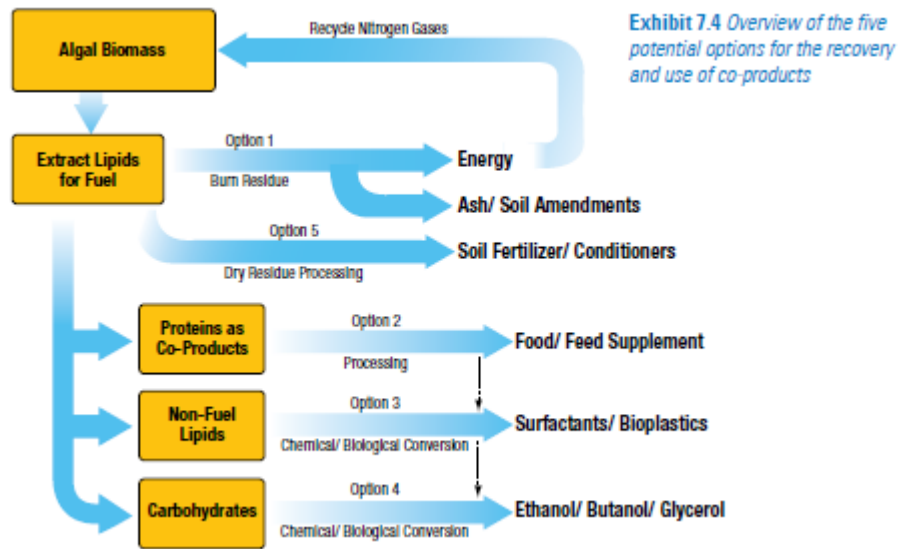 Recycle Nitrogen Gases
Exhibit 7.4 Overview of the five
potential options for the recovery
and use of co-products
Algal Biomass
Extract Lipids
for Fuel
Option 1
Burn Residue
Energy
Ash/ Soil Amendments
Option 5
Dry Residue Processing
Soil Fertilizer/ Conditioners
Proteins as
Co-Products
Option 2
Processing
Food/ Feed Supplement
Non-Fuel
Lipids
Option 3
Chemical/ Biological Conversion
Surfactants/ Bioplastics
Carbohydrates
Option 4
Chemical/ Biological Conversion
Ethanol/ Butanol/ Glycerol